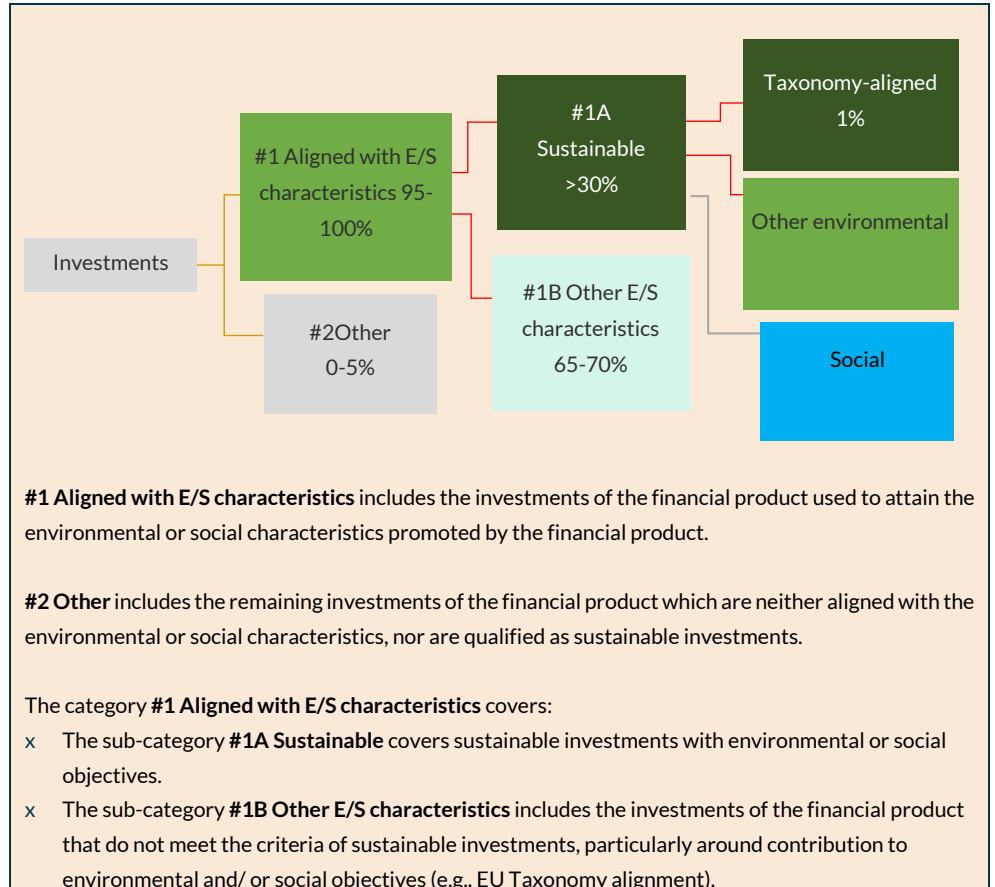 Taxonomy-aligned
1%
#1A
Sustainable
>30%
#1 Aligned with E/S
characteristics 95-
100%
Other environmental
Investments
#1B Other E/S
characteristics
65-70%
#2Other
0-5%
Social
#1 Aligned with E/S characteristics includes the investments of the financial product used to attain the
environmental or social characteristics promoted by the financial product.
#2 Other includes the remaining investments of the financial product which are neither aligned with the
environmental or social characteristics, nor are qualified as sustainable investments.
The category #1 Aligned with E/S characteristics covers:
x The sub-category #1A Sustainable covers sustainable investments with environmental or social
objectives.
x The sub-category #1B Other E/S characteristics includes the investments of the financial product
that do not meet the criteria of sustainable investments, particularly around contribution to
environmental and/ or social objectives (e.g., EU Taxonomy alignment).